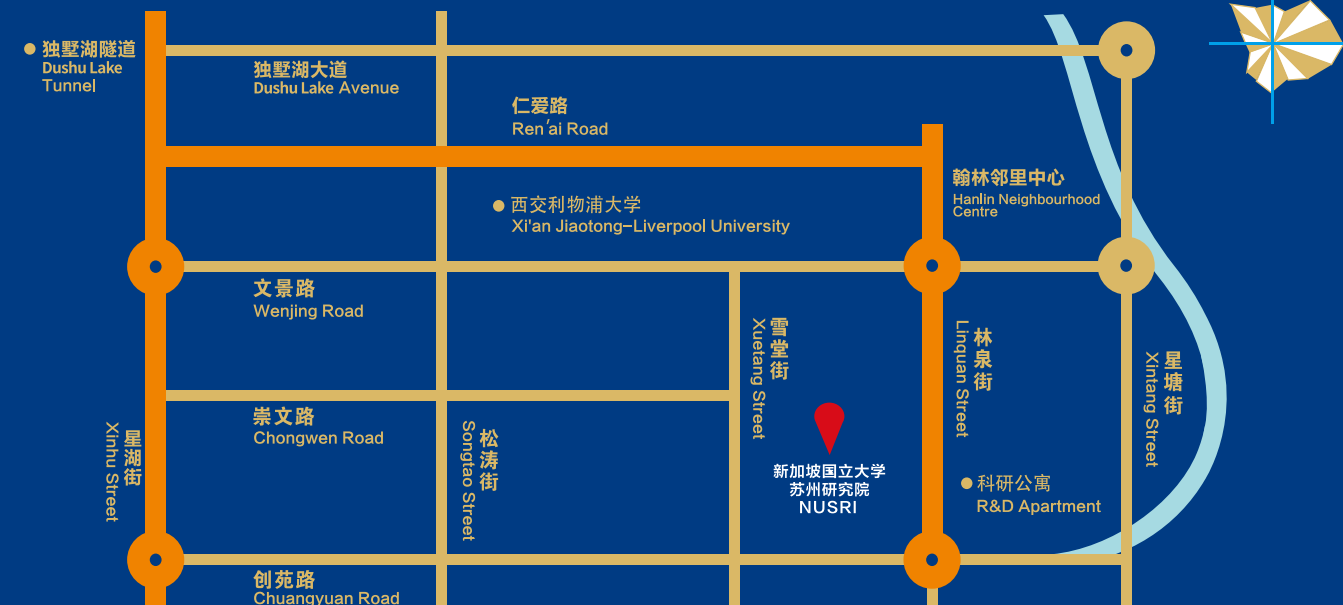 独墅湖隧道
Dushu Lake
Tunnel
独墅湖大道
Dushu Lake Avenue
仁爱路
Ren'ai Road
翰林邻里中心
Hanlin Neighbourhood
Centre
西交利物浦大学
Xi'an Jiaotong-Liverpool University
文景路
Wenjing Road
雪堂街
Xuetang Street
林泉街
Linquan Street
星塘街
Xintang Street
崇文路
Chongwen Road
星湖街
Xinhu Street
松涛街
Songtao Street
新加坡国立大学
苏州研究院
NUSRI
科研公寓
R&D Apartment
创苑路
Chuangyuan Road